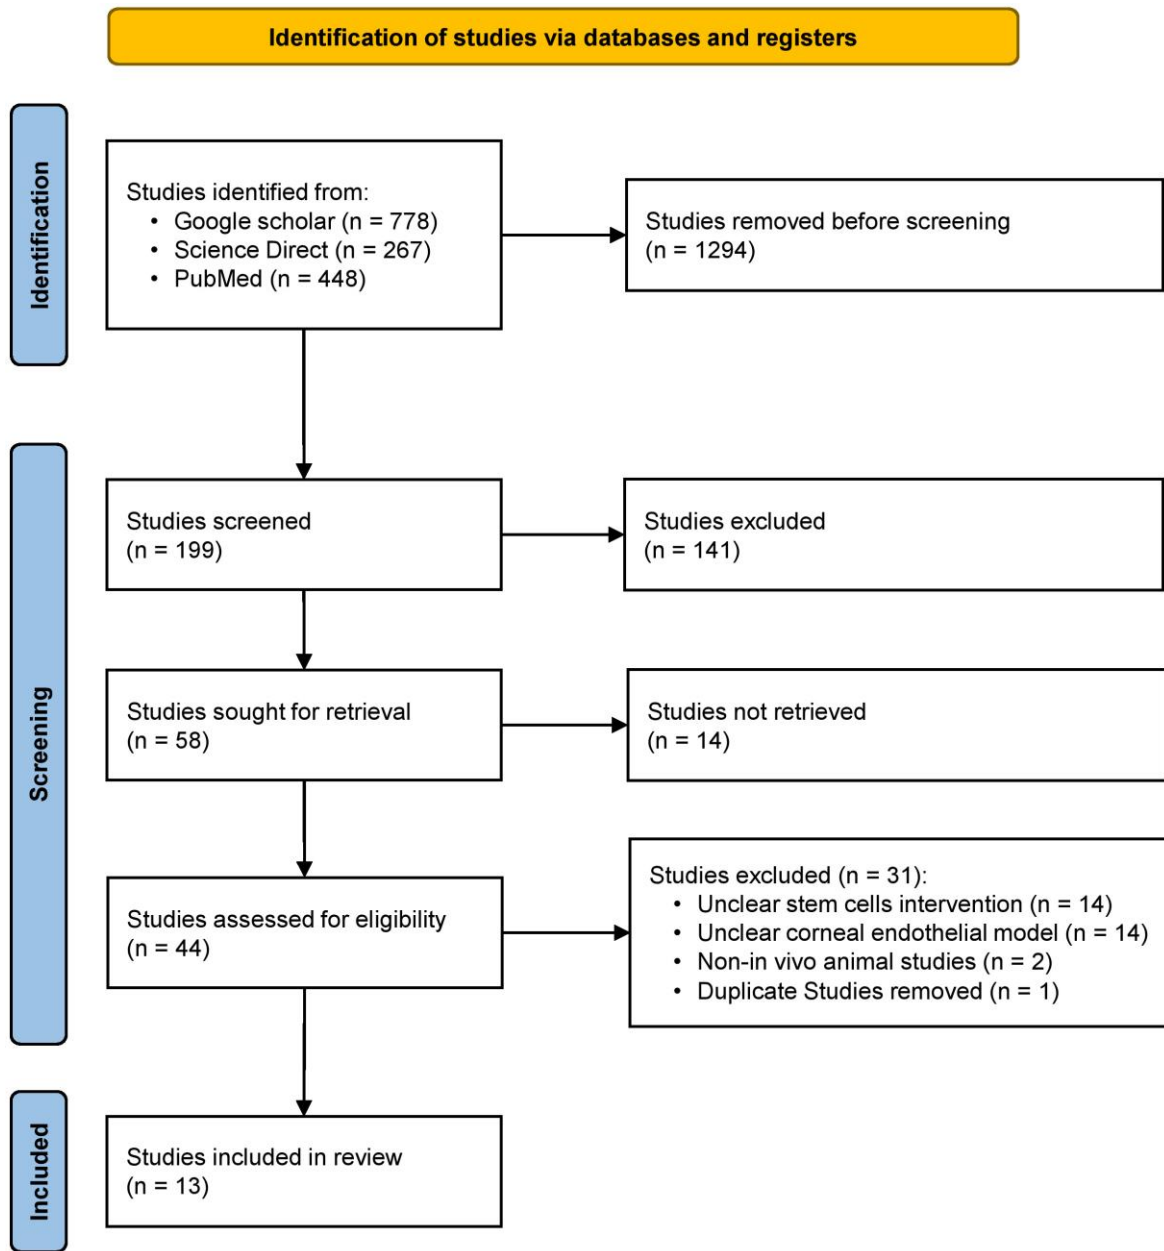 Identification of studies via databases and registers
Identification
Studies identified from:
• Google scholar (n = 778)
• Science Direct (n = 267)
• PubMed (n = 448)
Studies removed before screening
(n = 1294)
Screening
Studies screened
(n = 199)
Studies excluded
(n = 141)
Studies sought for retrieval
(n = 58)
Studies not retrieved
(n = 14)
Studies assessed for eligibility
(n = 44)
Studies excluded (n = 31):
• Unclear stem cells intervention (n = 14)
• Unclear corneal endothelial model (n = 14)
• Non-in vivo animal studies (n = 2)
• Duplicate Studies removed (n = 1)
Included
Studies included in review
(n = 13)